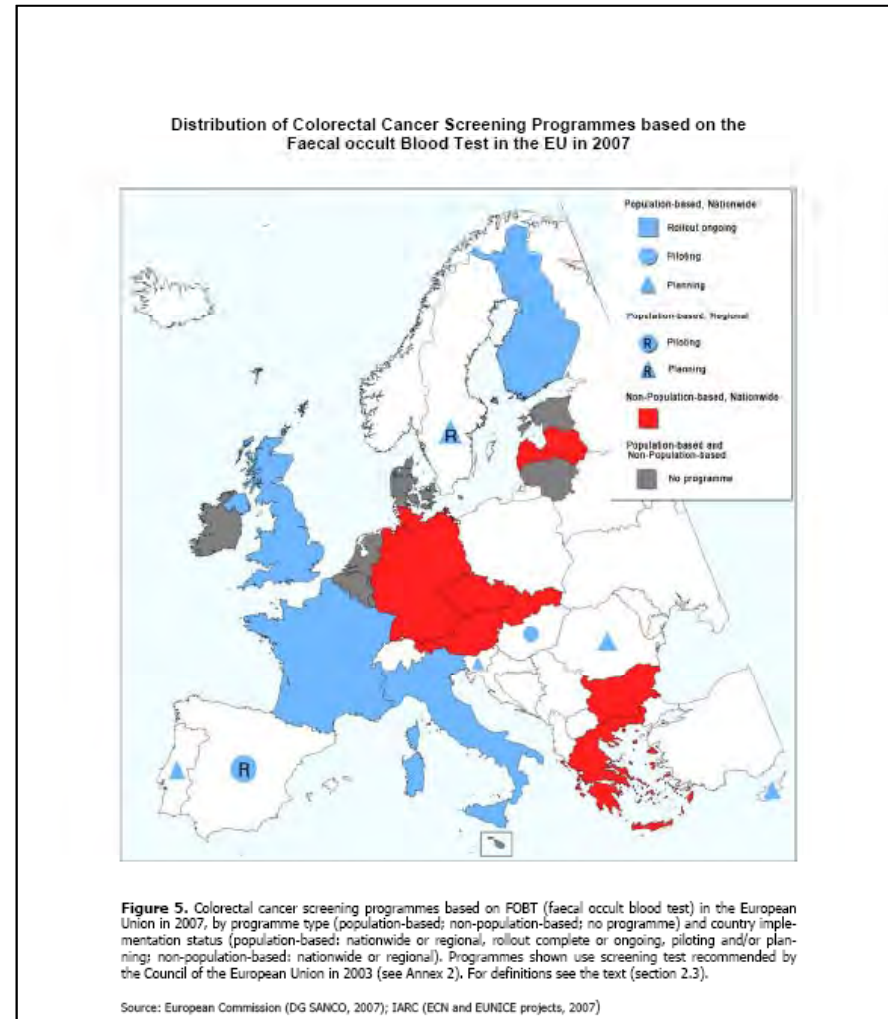 Distribution of Colorectal Cancer Screening Programmes based on the
Faecal occult Blood Test in the EU in 2007
Population-based, Nationwide
Rollout ongoing
Piloting
Planning
Population-based, Regional
R Piloting
R Planning
Non-Population-based, Nationwide
Population-based and
Non-Population-based
No programme
R
R
Figure 5. Colorectal cancer screening programmes based on FOBT (faecal occult blood test) in the European
Union in 2007, by programme type (population-based; non-population-based; no programme) and country imple-
mentation status (population-based: nationwide or regional, rollout complete or ongoing, piloting and/or plan-
ning; non-population-based: nationwide or regional). Programmes shown use screening test recommended by
the Council of the European Union in 2003 (see Annex 2). For definitions see the text (section 2.3).
Source: European Commission (DG SANCO, 2007); IARC (ECN and EUNICE projects, 2007)